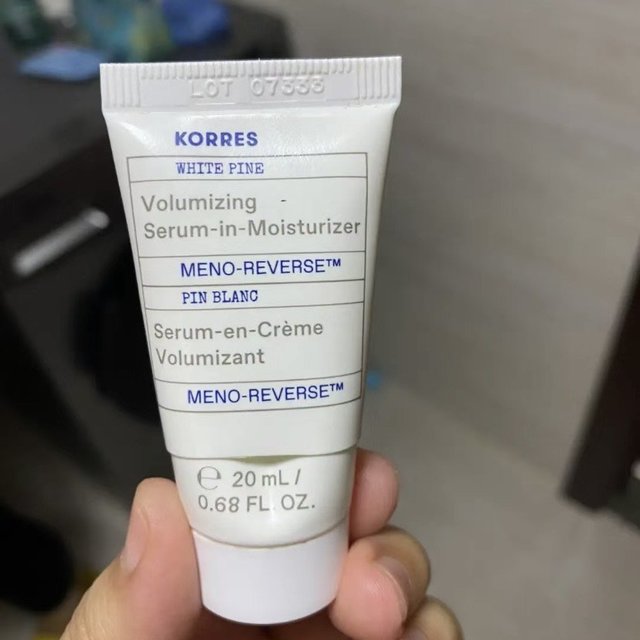 LOT 07333
KORRES
WHITE PINE
Volumizing
Serum-in-Moisturizer
MENO-REVERSE™
PIN BLANC
Serum-en-Crème
Volumizant
MENO-REVERSE™
℮ 20 mL /
0.68 FL. OZ.